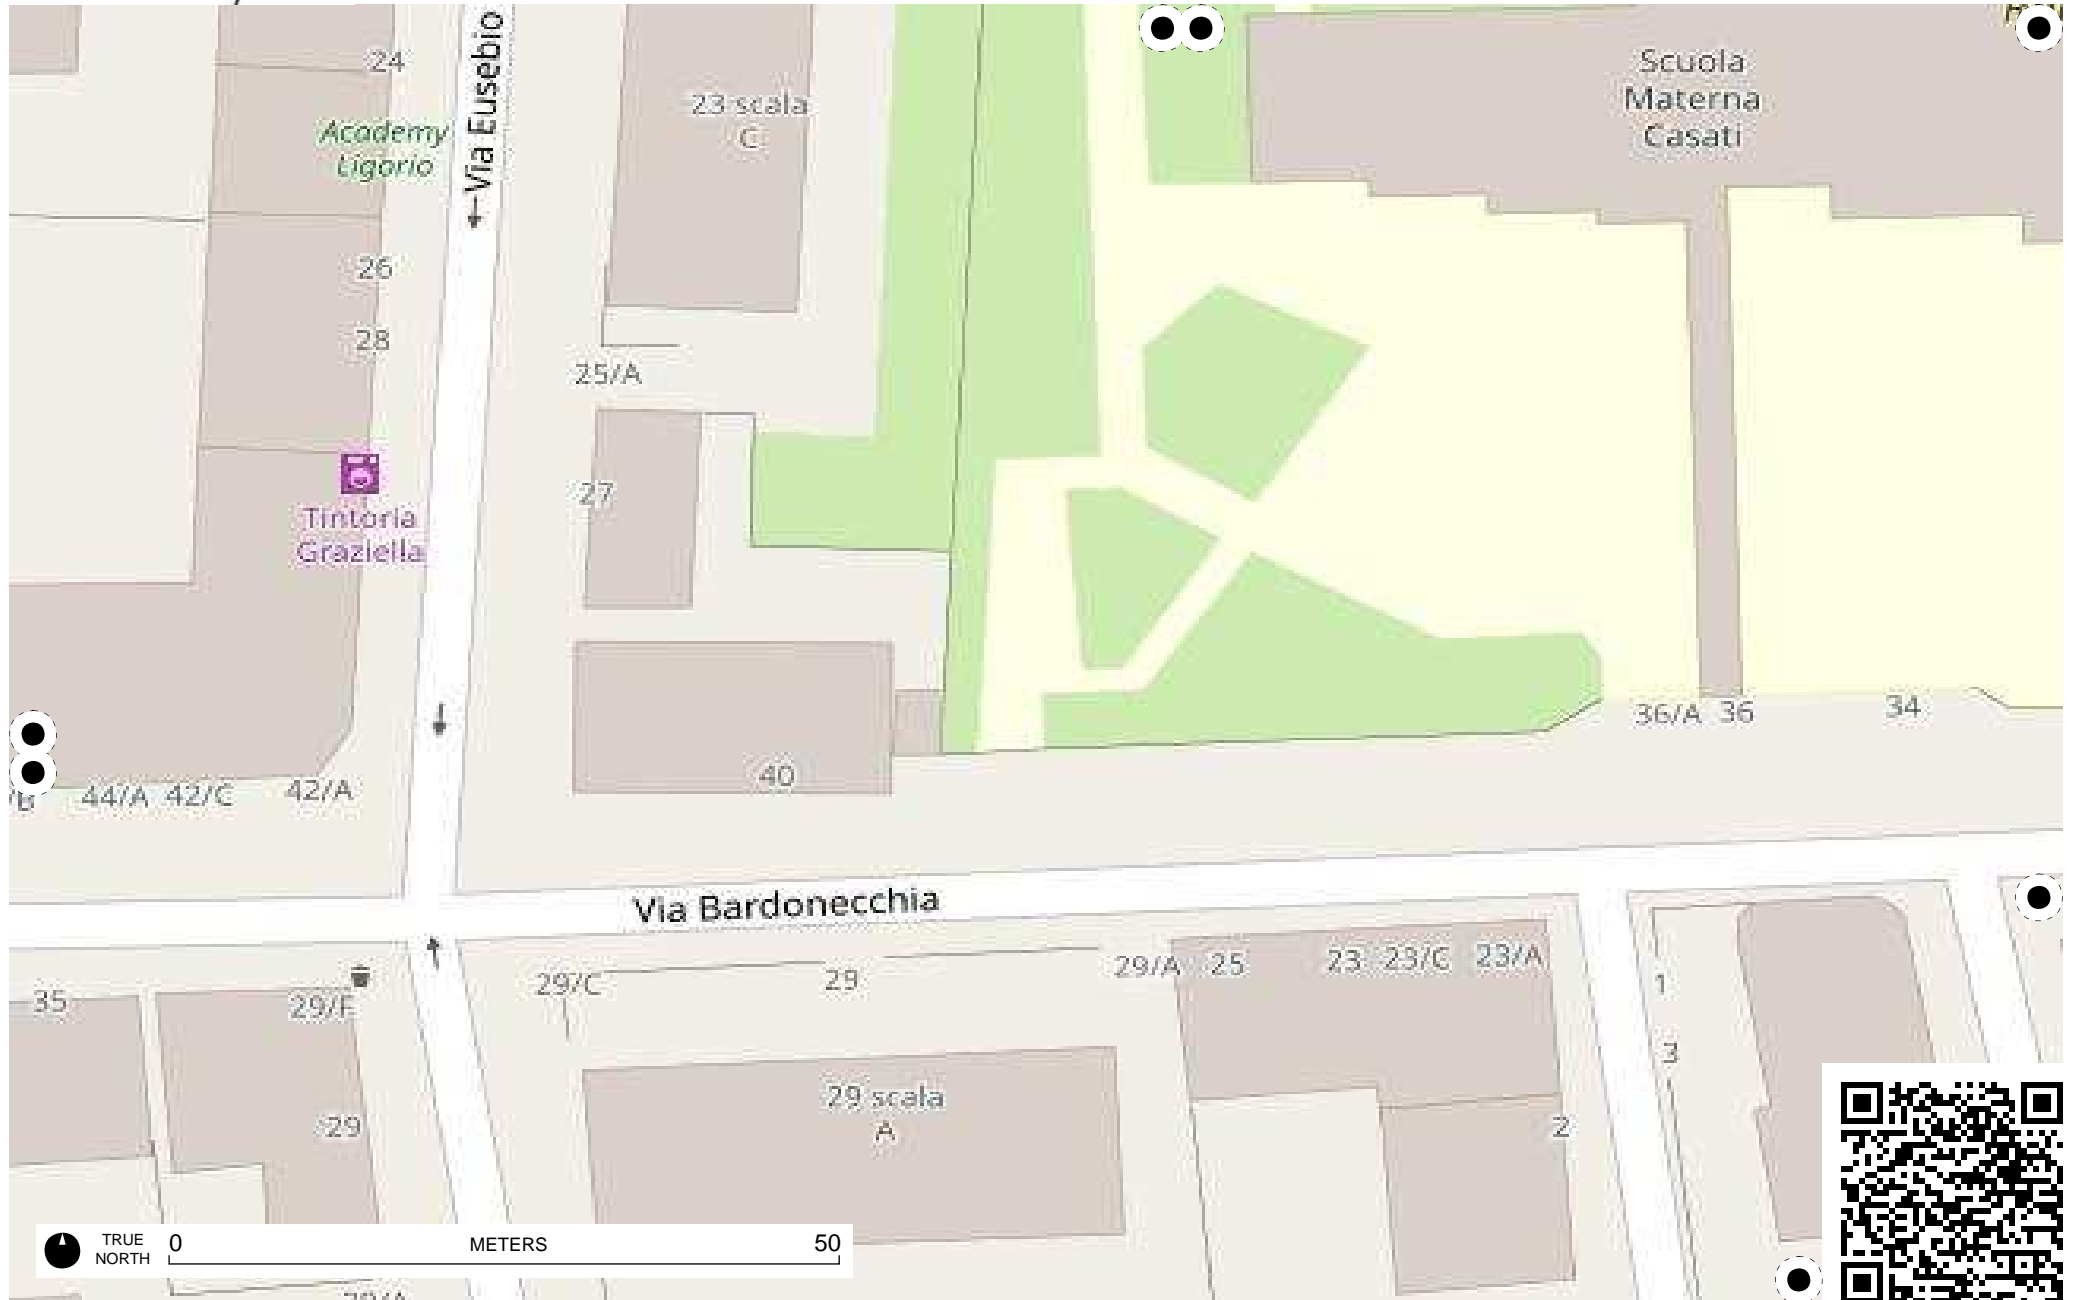 24
Via Eusebio
23 scala
C
Scuola
Materna
Casati
Academy
Ligorio
26
28
25/A
27
Tintoria
Graziella
36/A 36
34
40
/B
44/A 42/C
42/A
Via Bardonecchia
35
29/F
29/C
29
29/A 25
23 23/C 23/A
1
3
29
29 scala
A
2
TRUE
NORTH
0
METERS
50